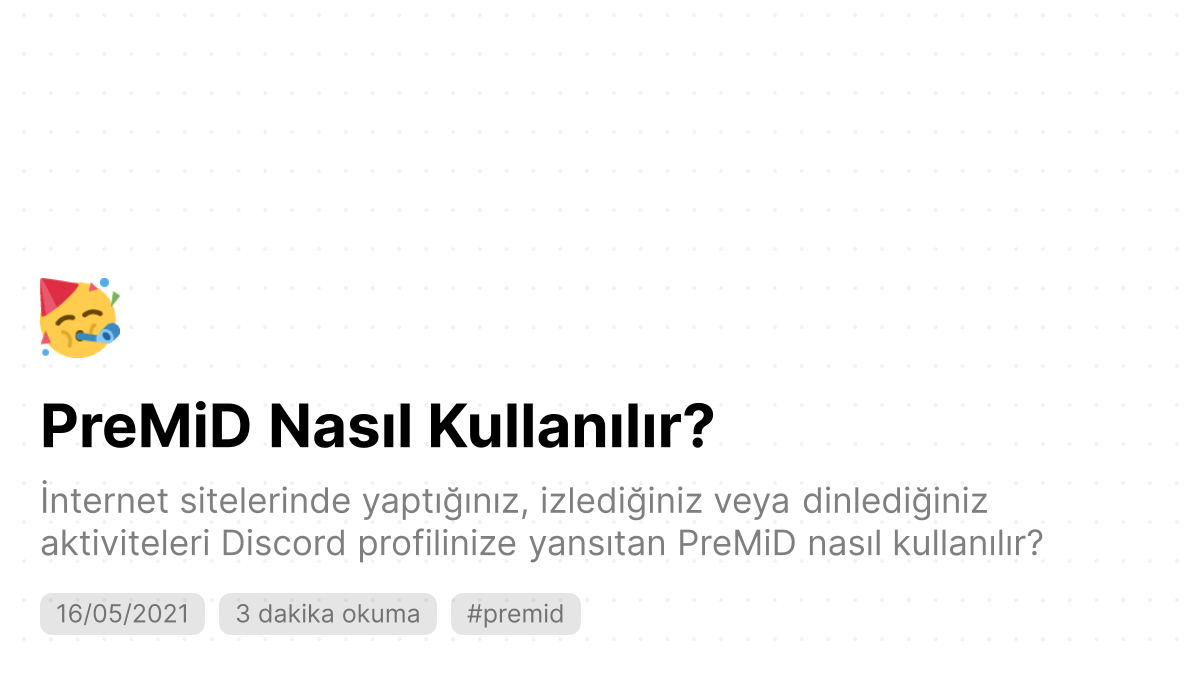 PreMiD Nasıl Kullanılır?
İnternet sitelerinde yaptığınız, izlediğiniz veya dinlediğiniz
aktiviteleri Discord profilinize yansıtan PreMiD nasıl kullanılır?
16/05/2021 3 dakika okuma #premid